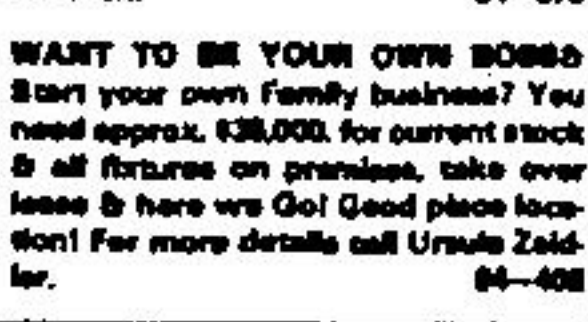 WANT TO BE YOUR OWN BOSS?
Start your own family business? You
need approx. for current stock
& all fixtures on premises, take over
lease & here we Go! Good place loca-
tion! For more details call Ursula Zeid-
ler. 84—408